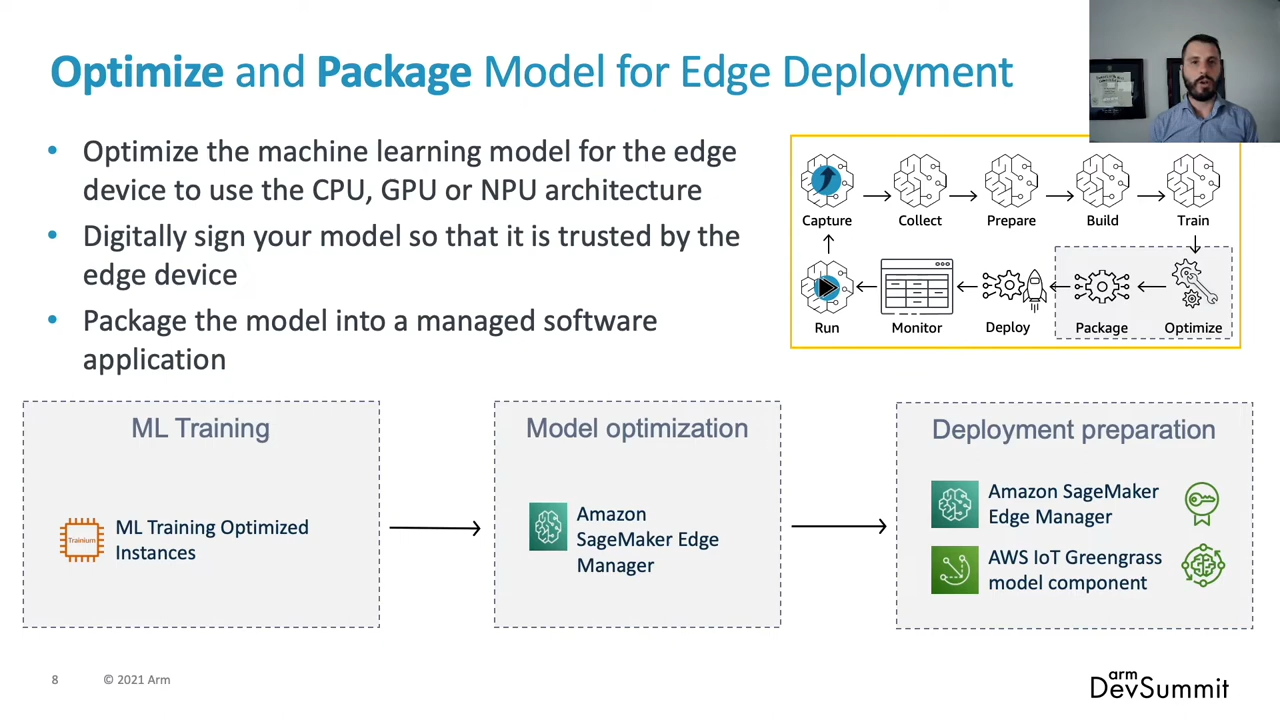 Optimize and Package Model for Edge Deployment
• Optimize the machine learning model for the edge
device to use the CPU, GPU or NPU architecture
• Digitally sign your model so that it is trusted by the
edge device
• Package the model into a managed software
application
Capture
Collect
Prepare
Build
Train
Run
Monitor
Deploy
Package
Optimize
ML Training
Trainium
ML Training Optimized
Instances
Model optimization
Amazon
SageMaker Edge
Manager
Deployment preparation
Amazon SageMaker
Edge Manager
AWS IoT Greengrass
model component
8
© 2021 Arm
arm
DevSummit